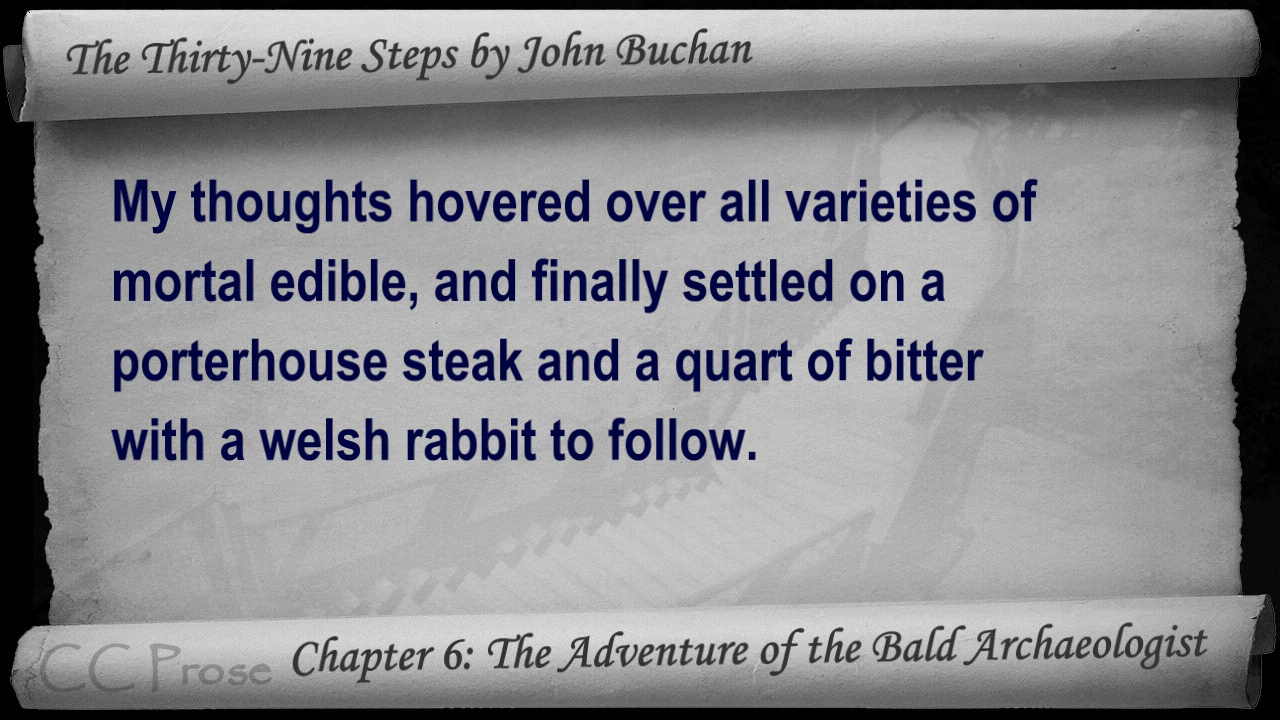 The Thirty-Nine Steps by John Buchan
My thoughts hovered over all varieties of
mortal edible, and finally settled on a
porterhouse steak and a quart of bitter
with a welsh rabbit to follow.
CC Prose
Chapter 6: The Adventure of the Bald Archaeologist